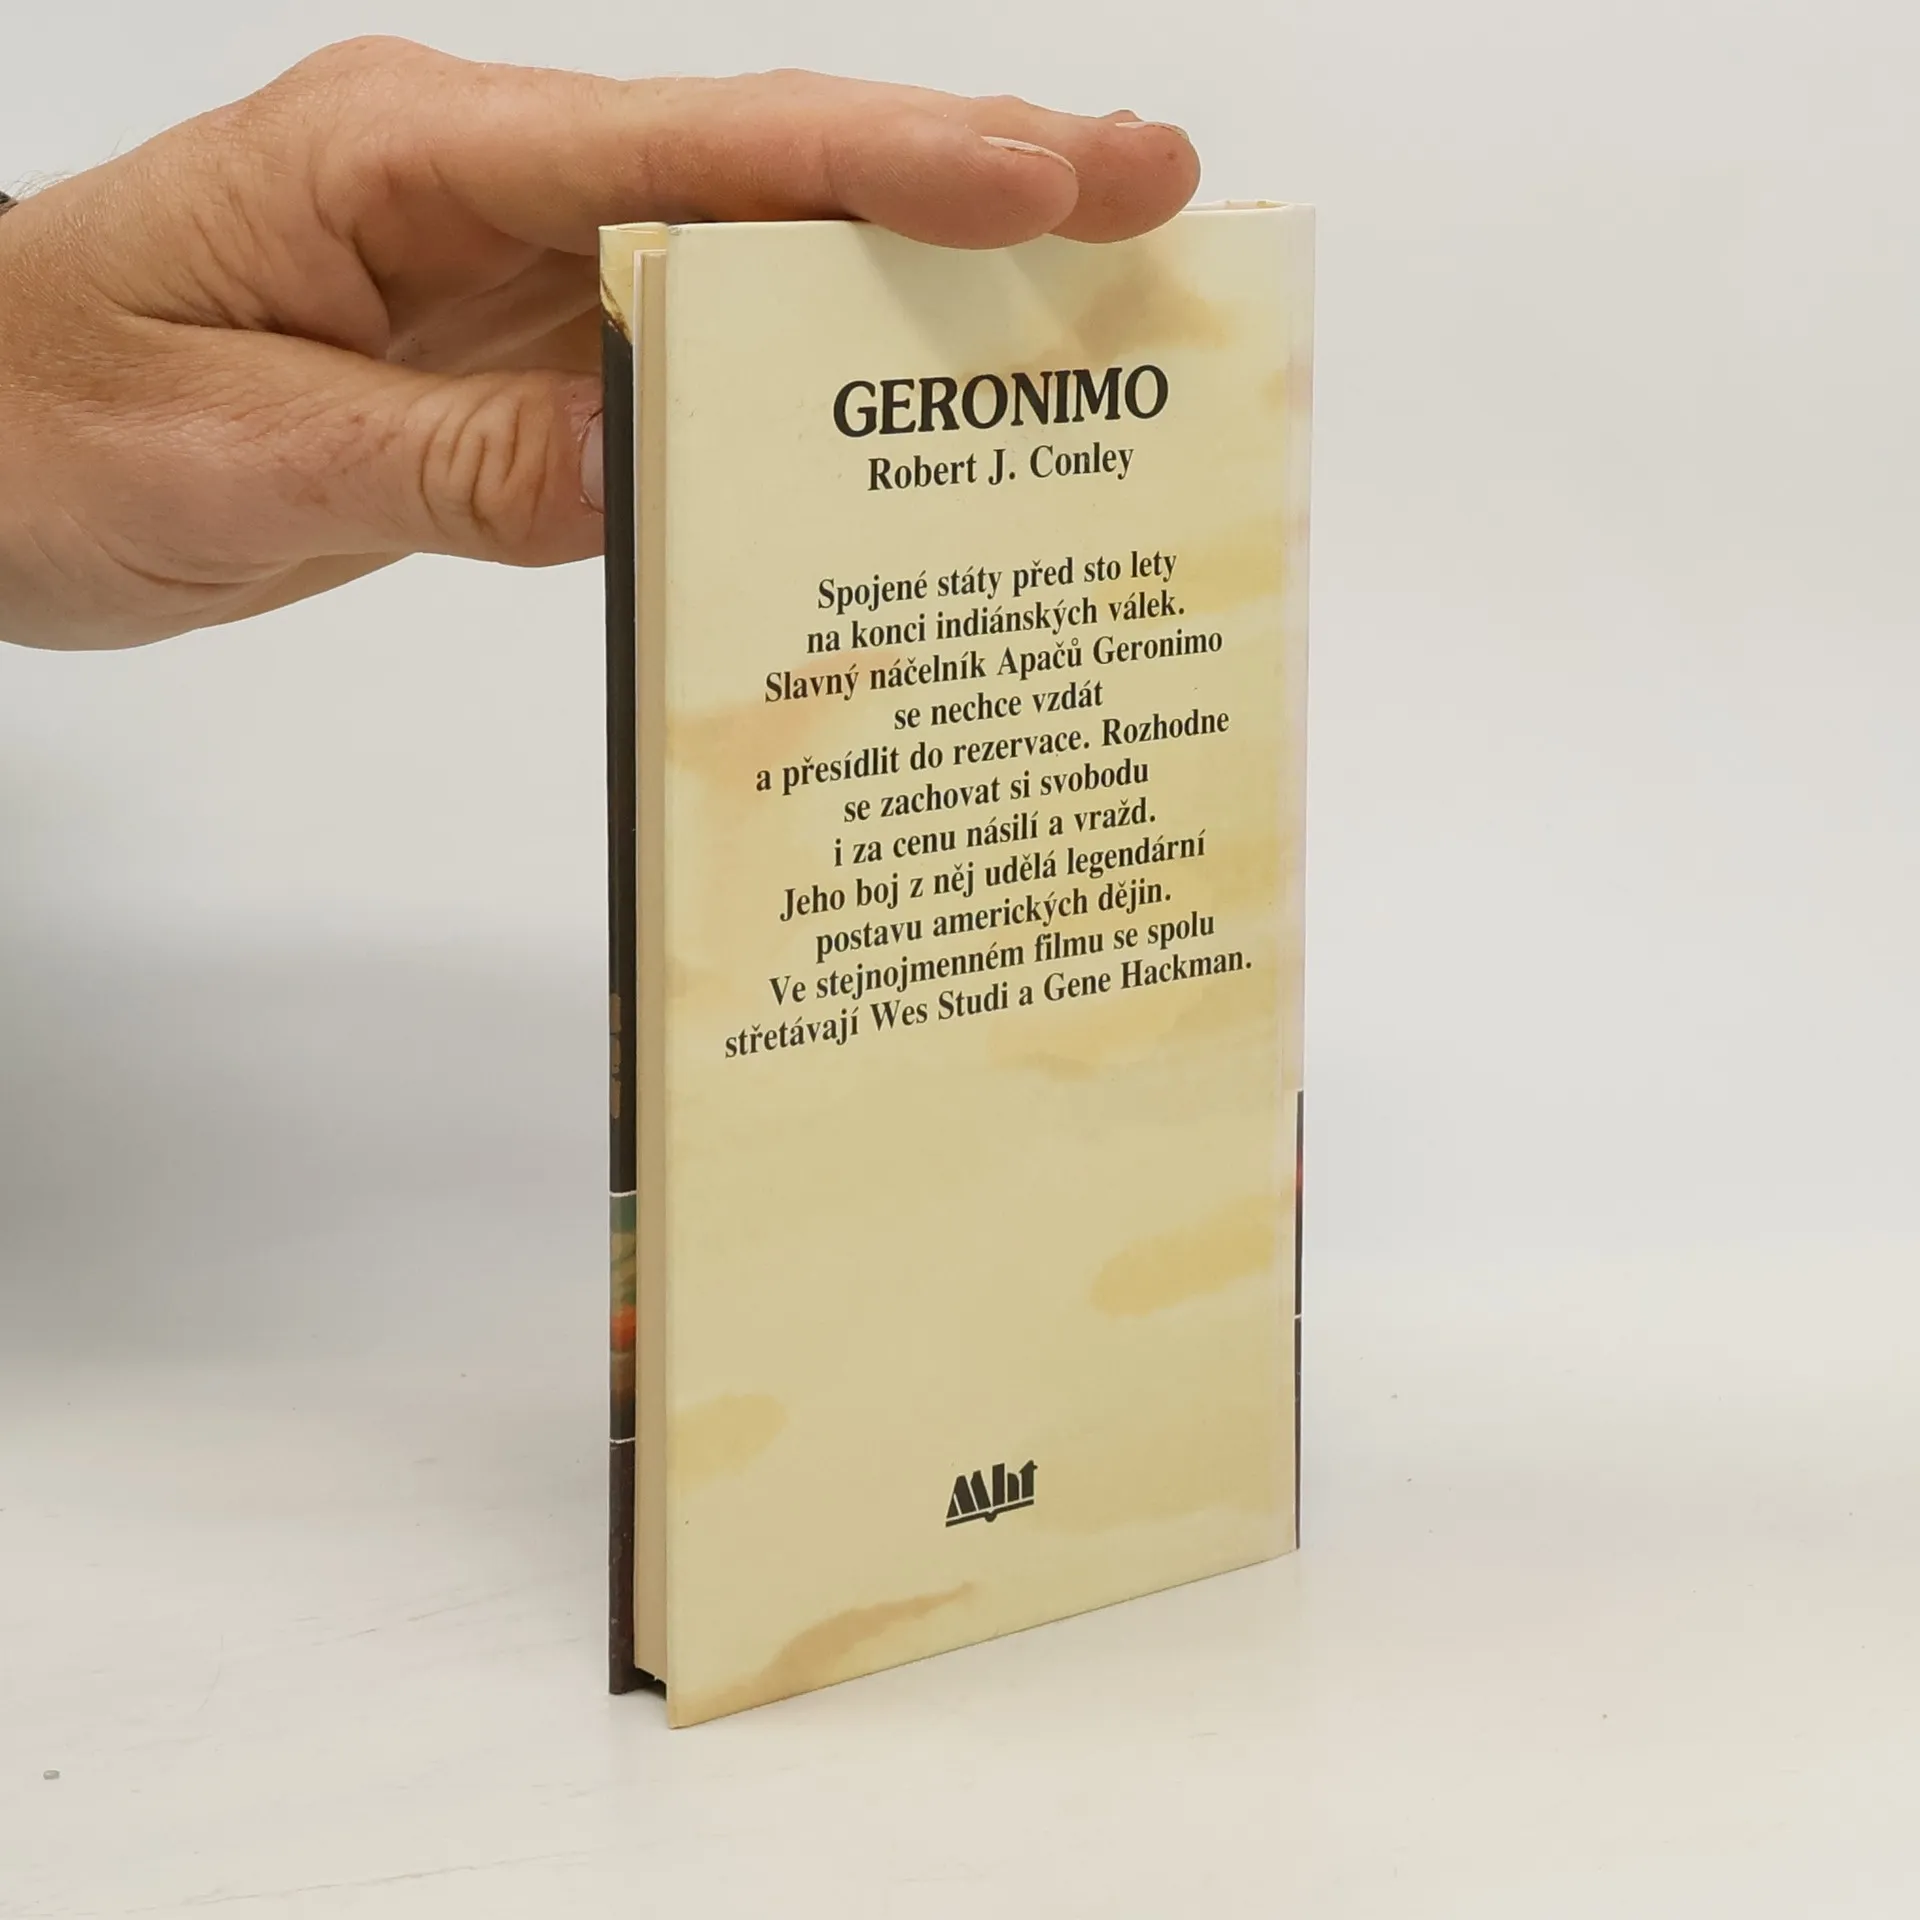 GERONIMO
Robert J. Conley
Spojené státy před sto lety
na konci indiánských válek.
Slavný náčelník Apačů Geronimo
se nechce vzdát
a přesídlit do rezervace. Rozhodne
se zachovat si svobodu
i za cenu násilí a vražd.
Jeho boj z něj udělá legendární
postavu amerických dějin.
Ve stejnojmenném filmu se spolu
střetávají Wes Studi a Gene Hackman.
Mht